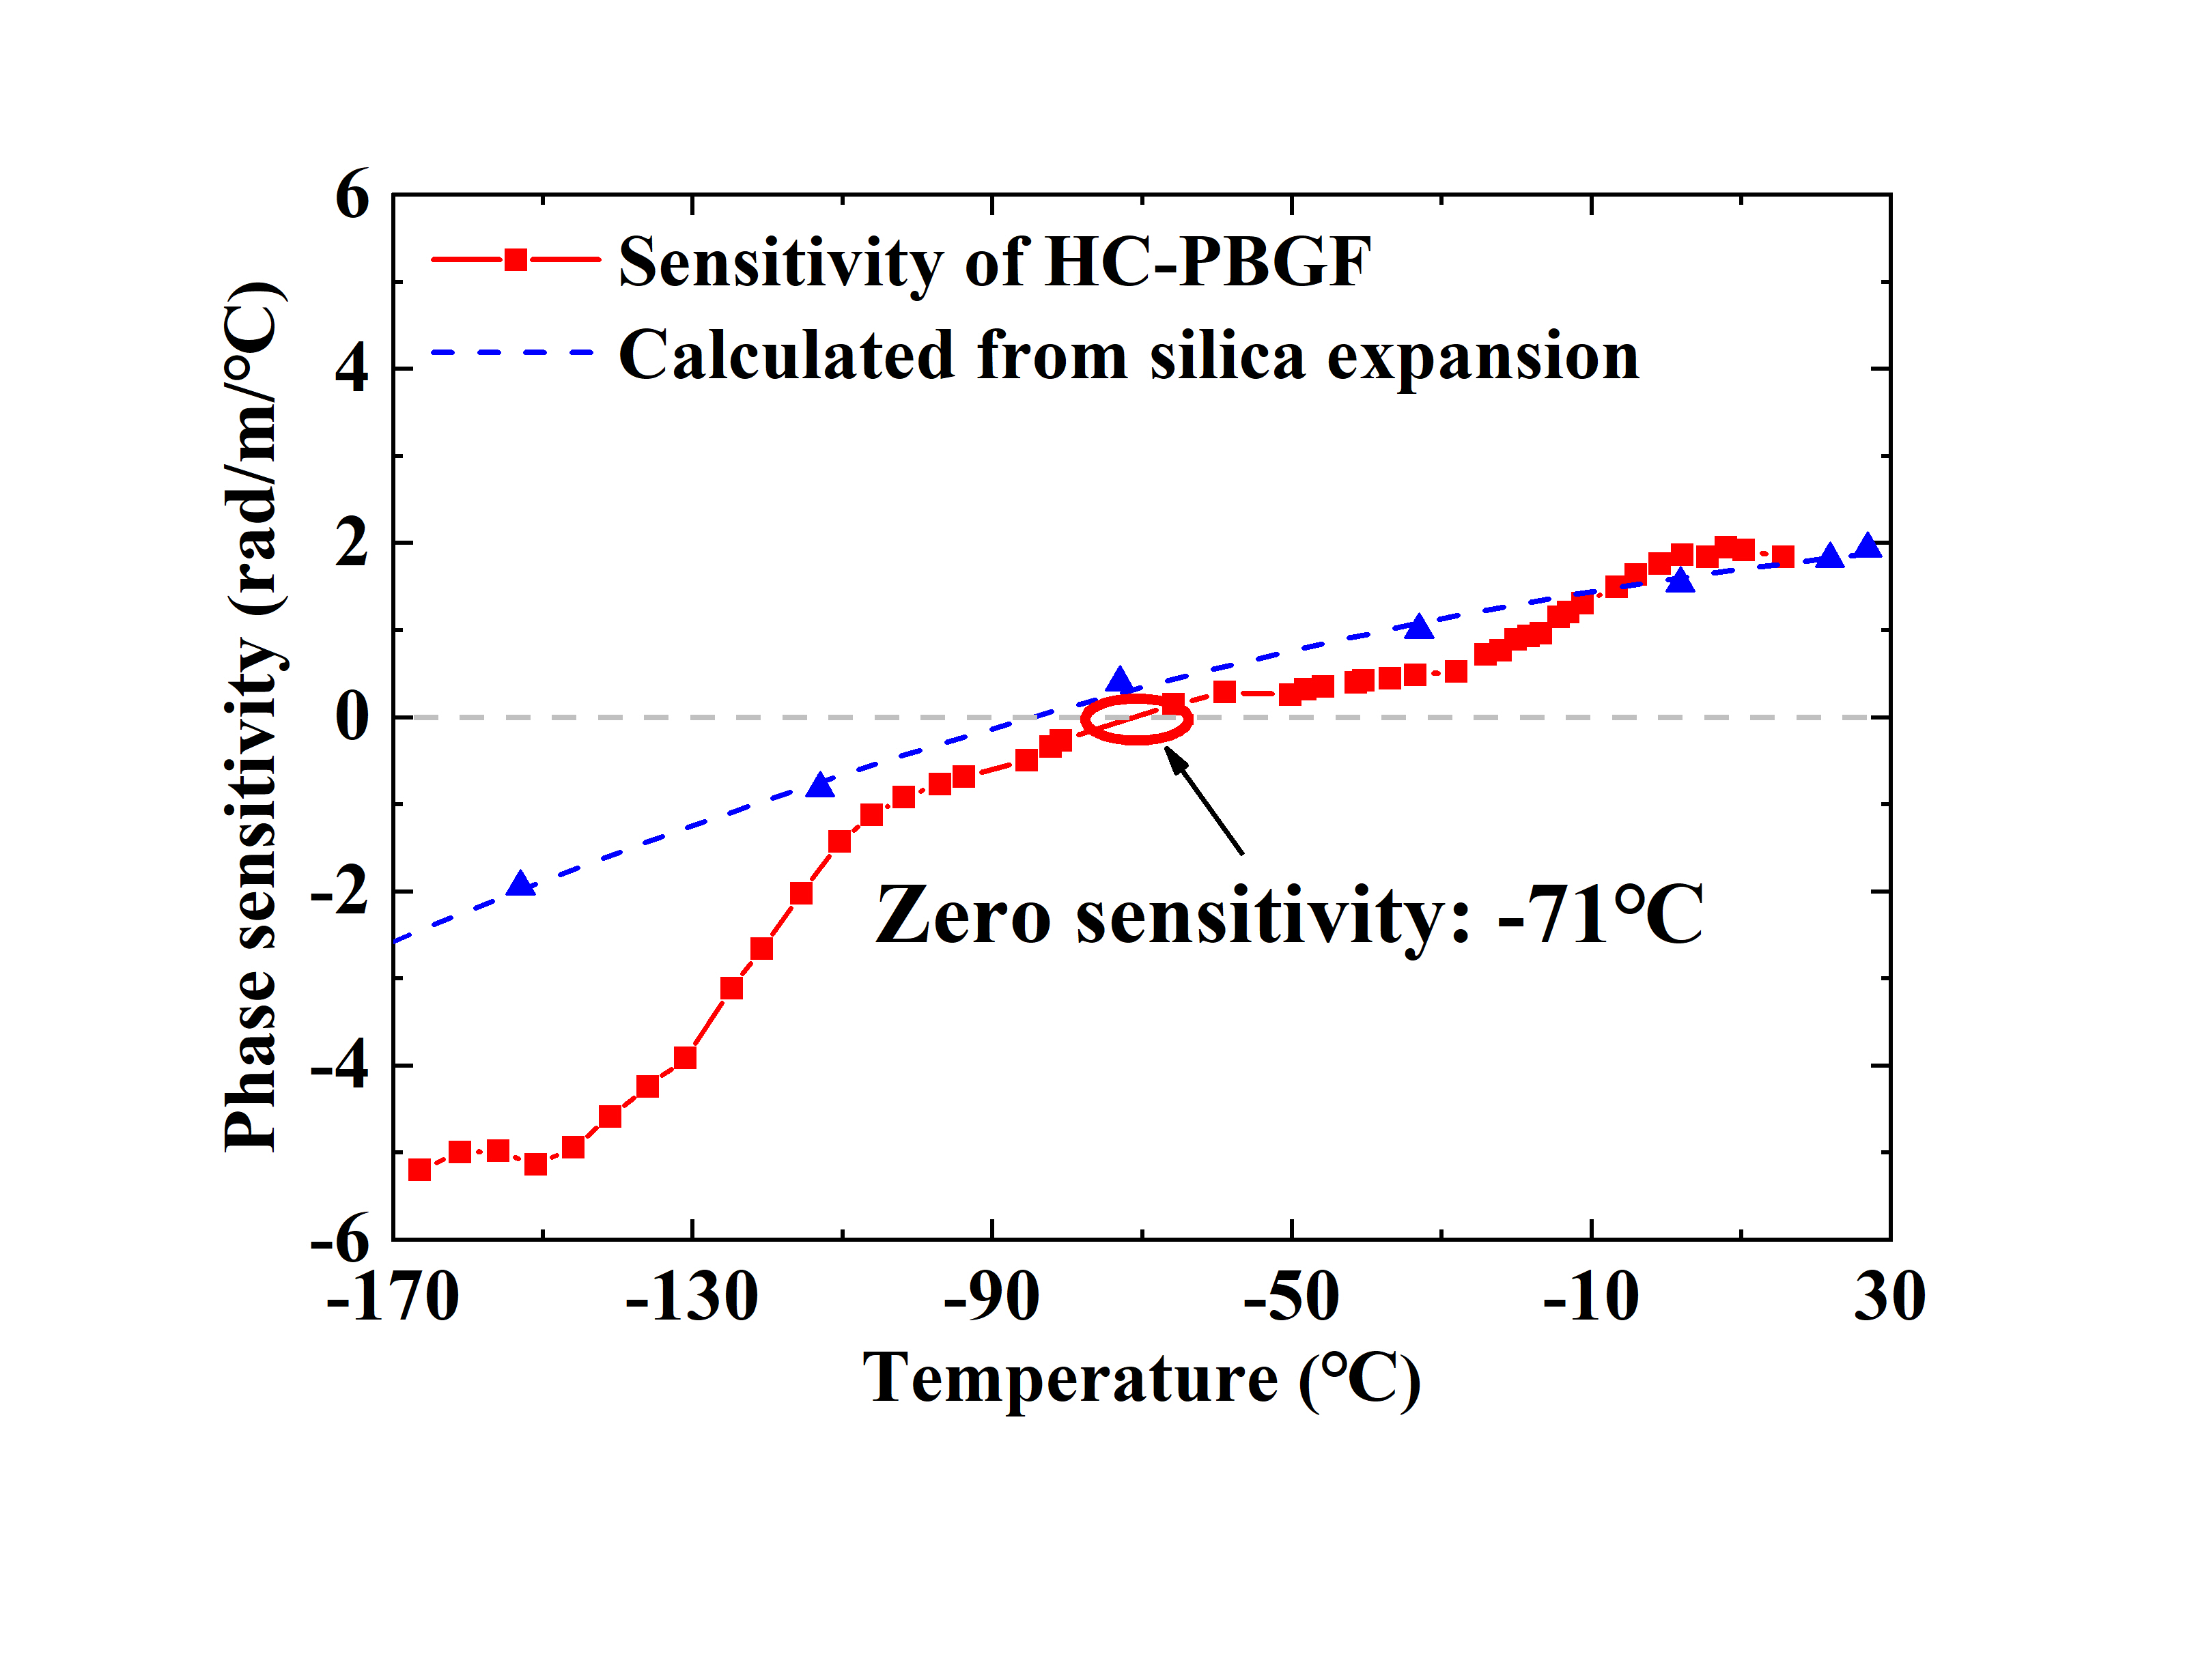 Sensitivity of HC-PBGF
Calculated from silica expansion
Phase sensitivity (rad/m/°C)
6
4
2
0
-2
-4
-6
Zero sensitivity: -71°C
-170 -130 -90 -50 -10 30
Temperature (°C)